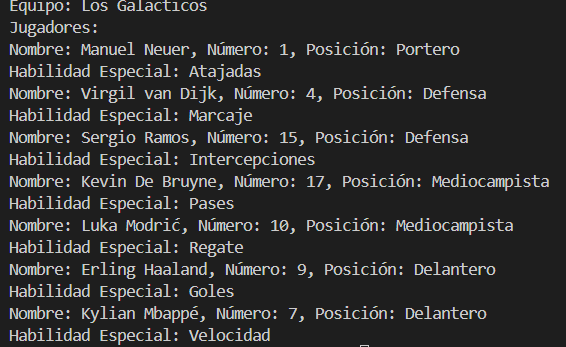 Equipo: Los Galacticos
Jugadores:
Nombre: Manuel Neuer, Número: 1, Posición: Portero
Habilidad Especial: Atajadas
Nombre: Virgil van Dijk, Número: 4, Posición: Defensa
Habilidad Especial: Marcaje
Nombre: Sergio Ramos, Número: 15, Posición: Defensa
Habilidad Especial: Intercepciones
Nombre: Kevin De Bruyne, Número: 17, Posición: Mediocampista
Habilidad Especial: Pases
Nombre: Luka Modrić, Número: 10, Posición: Mediocampista
Habilidad Especial: Regate
Nombre: Erling Haaland, Número: 9, Posición: Delantero
Habilidad Especial: Goles
Nombre: Kylian Mbappé, Número: 7, Posición: Delantero
Habilidad Especial: Velocidad